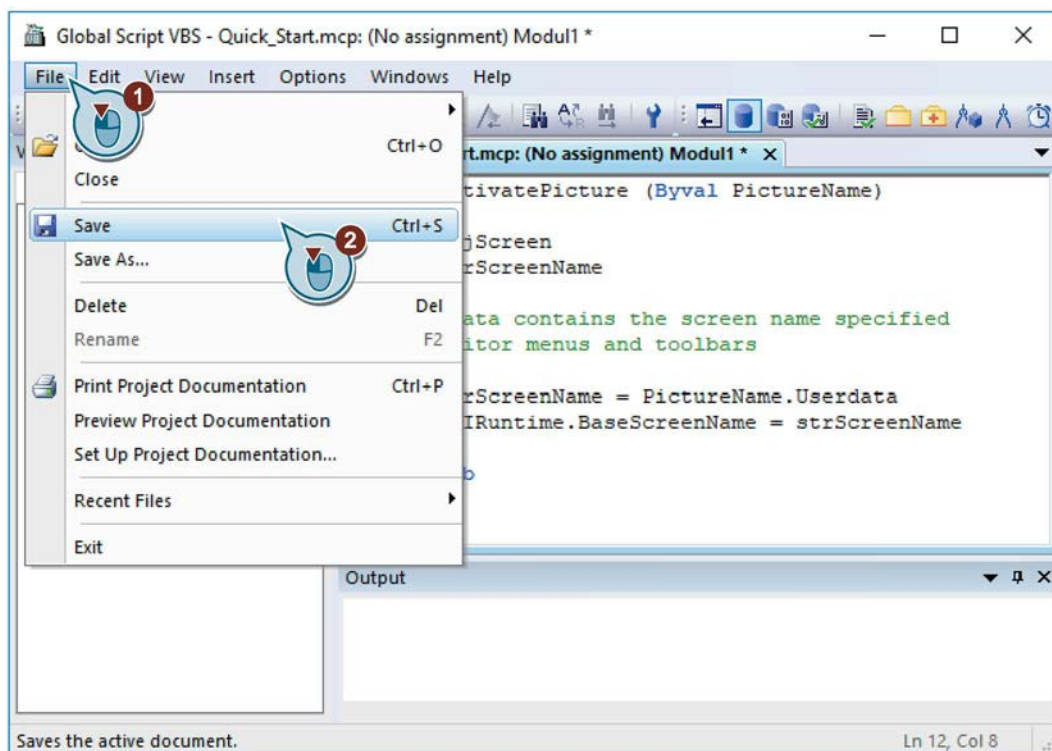 Global Script VBS - Quick_Start.mcp: (No assignment) Modul1 *
File Edit View Insert Options Windows Help
1
Ctrl+O
rt.mcp: (No assignment) Modul1 *
Close
tivatePicture (Byval PictureName)
Save Ctrl+S
2
jScreen
Save As...
rScreenName
Delete Del
ata contains the screen name specified
Rename F2
itor menus and toolbars
Print Project Documentation Ctrl+P
rScreenName = PictureName.Userdata
Preview Project Documentation
IRuntime.BaseScreenName = strScreenName
Set Up Project Documentation...
b
Recent Files
Exit
Output
Saves the active document. Ln 12, Col 8